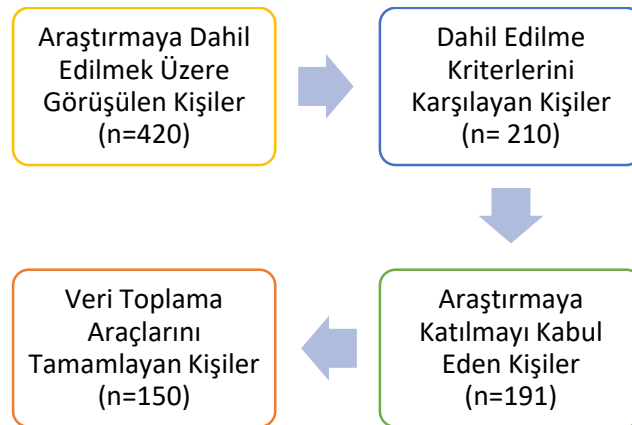 Araştırmaya Dahil
Edilmek Üzere
Görüşülen Kişiler
(n=420)
Dahil Edilme
Kriterlerini
Karşılayan Kişiler
(n= 210)
Araştırmaya
Katılmayı Kabul
Eden Kişiler
(n=191)
Veri Toplama
Araçlarını
Tamamlayan Kişiler
(n=150)